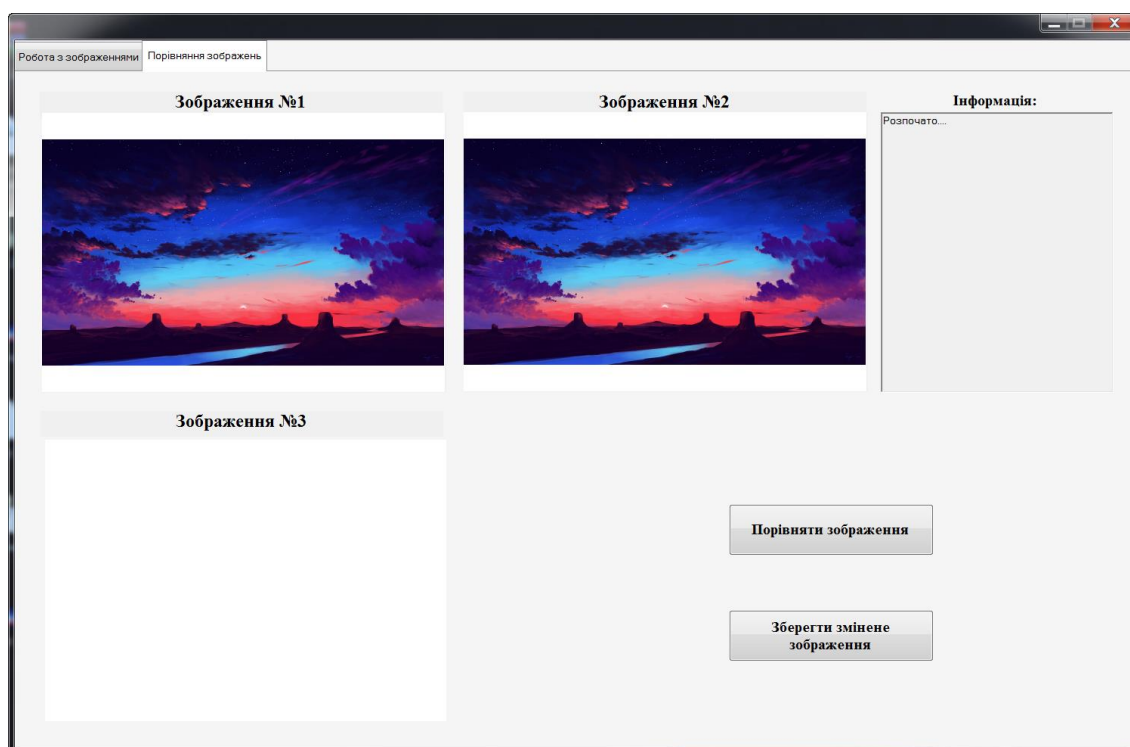 Робота з зображеннями
Порівняння зображень
Зображення №1
Зображення №2
Інформація:
Розпочато....
Зображення №3
Порівняти зображення
Зберегти змінене
зображення